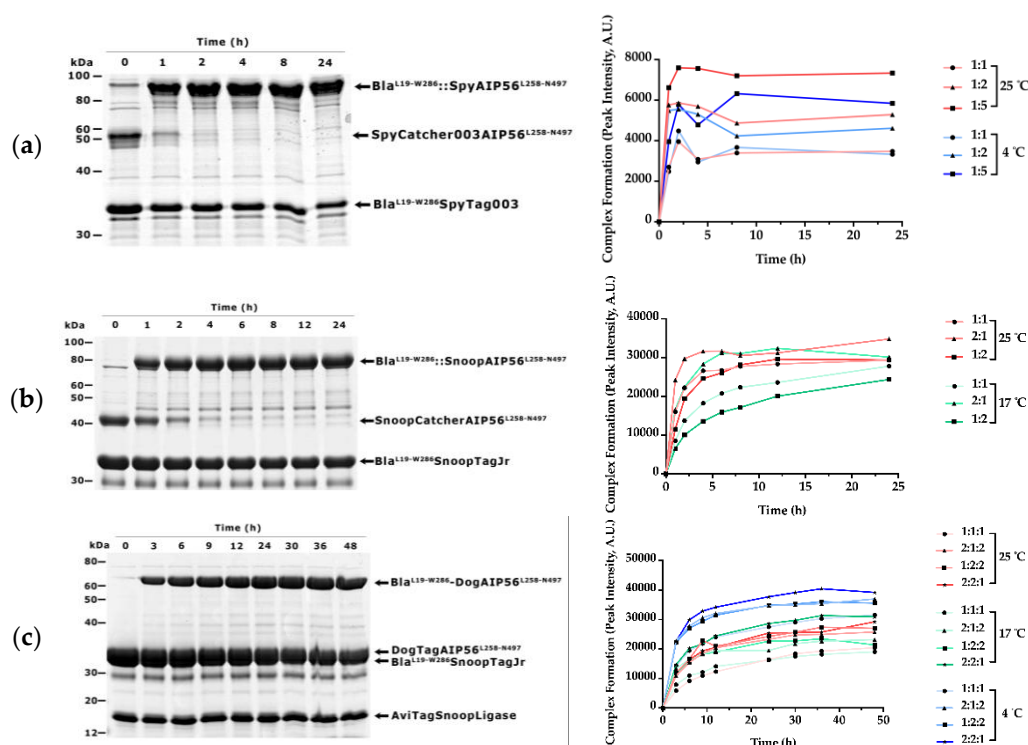 (a)
Time (h)
kDa 0 1 2 4 8 24
100
60
50
40
30
Bla^L19-W286::SpyAIP56^L258-N497
SpyCatcher003AIP56^L258-N497
Bla^L19-W286SpyTag003
Complex Formation (Peak Intensity, A.U.)
8000
6000
4000
2000
0
0 5 10 15 20 25
Time (h)
1:1
1:2
1:5
25 °C
1:1
1:2
1:5
4 °C
(b)
Time (h)
kDa 0 1 2 4 6 8 12 24
100
80
60
50
40
30
Bla^L19-W286::SnoopAIP56^L258-N497
SnoopCatcherAIP56^L258-N497
Bla^L19-W286SnoopTagJr
Complex Formation (Peak Intensity, A.U.)
40000
30000
20000
10000
0
0 5 10 15 20 25
Time (h)
1:1
2:1
1:2
25 °C
1:1
2:1
1:2
17 °C
(c)
Time (h)
kDa 0 3 6 9 12 24 30 36 48
80
60
50
40
30
20
12
Bla^L19-W286-DogAIP56^L258-N497
DogTagAIP56^L258-N497
Bla^L19-W286SnoopTagJr
AviTagSnoopLigase
Complex Formation (Peak Intensity, A.U.)
50000
40000
30000
20000
10000
0
0 10 20 30 40 50
Time (h)
1:1:1
2:1:2
1:2:2
2:2:1
25 °C
1:1:1
2:1:2
1:2:2
2:2:1
17 °C
1:1:1
2:1:2
1:2:2
2:2:1
4 °C